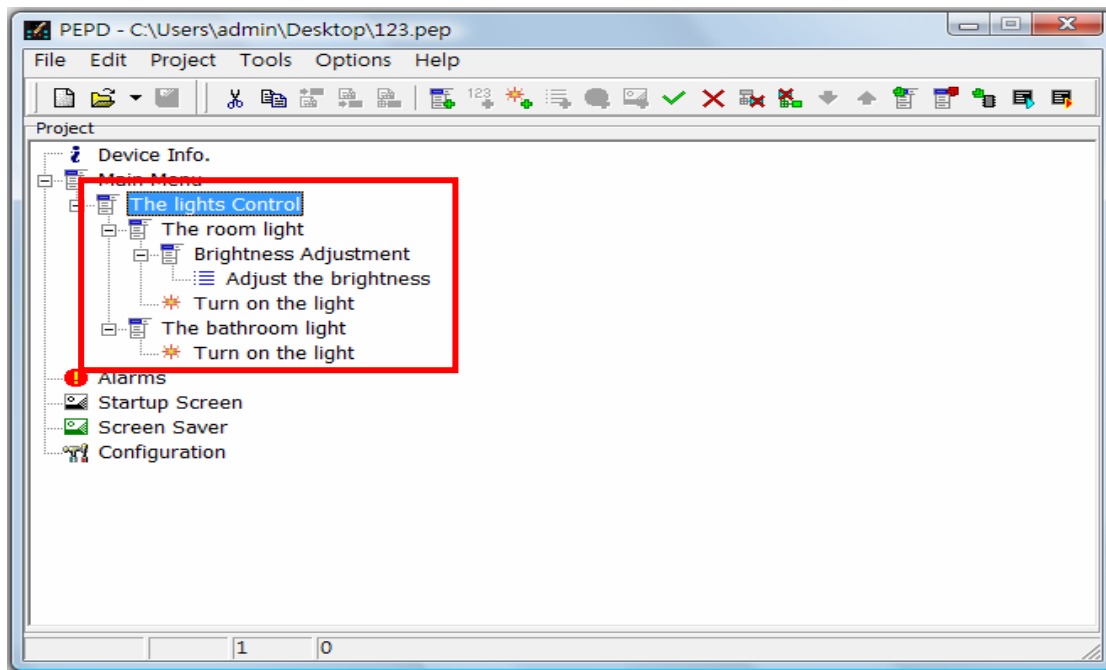 PEPD - C:\Users\admin\Desktop\123.pep
File Edit Project Tools Options Help
123
Project
Device Info.
Main Menu
The lights Control
The room light
Brightness Adjustment
Adjust the brightness
Turn on the light
The bathroom light
Turn on the light
Alarms
Startup Screen
Screen Saver
Configuration
1 0